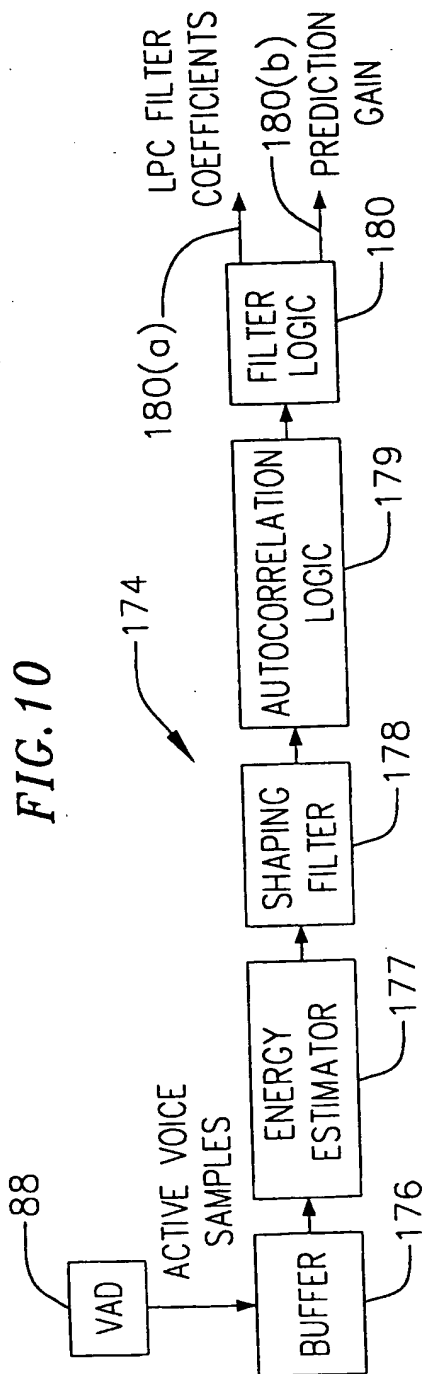 FIG.10
174
88
VAD
ACTIVE VOICE
SAMPLES
BUFFER
176
ENERGY
ESTIMATOR
177
SHAPING
FILTER
178
AUTOCORRELATION
LOGIC
179
FILTER
LOGIC
180
180(a)
LPC FILTER
COEFFICIENTS
180(b)
PREDICTION
GAIN